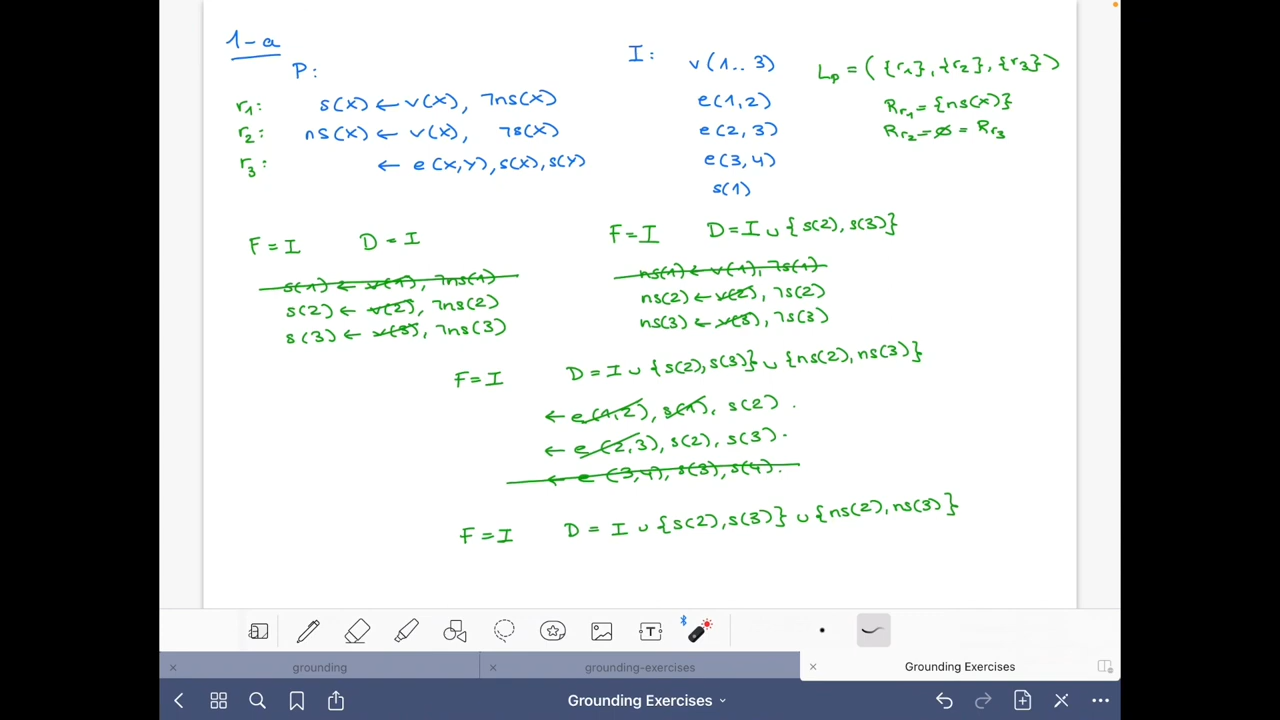 1-a
P:
r1: s(X) ← v(X), ¬ns(X)
r2: ns(X) ← v(X), ¬s(X)
r3: ← e(X,Y), s(X), s(Y)
I: v(1..3)
e(1,2)
e(2,3)
e(3,4)
s(1)
Lp = ({r1}, {r2}, {r3})
Rr1 = {ns(X)}
Rr2 = ∅ = Rr3
F = I D = I
s(1) ← v(1), ¬ns(1)
s(2) ← v(2), ¬ns(2)
s(3) ← v(3), ¬ns(3)
F = I D = I ∪ {s(2), s(3)}
ns(1) ← v(1), ¬s(1)
ns(2) ← v(2), ¬s(2)
ns(3) ← v(3), ¬s(3)
F = I D = I ∪ {s(2), s(3)} ∪ {ns(2), ns(3)}
← e(1,2), s(1), s(2) .
← e(2,3), s(2), s(3).
← e(3,4), s(3), s(4).
F = I D = I ∪ {s(2), s(3)} ∪ {ns(2), ns(3)}
T
grounding
grounding-exercises
Grounding Exercises
Grounding Exercises